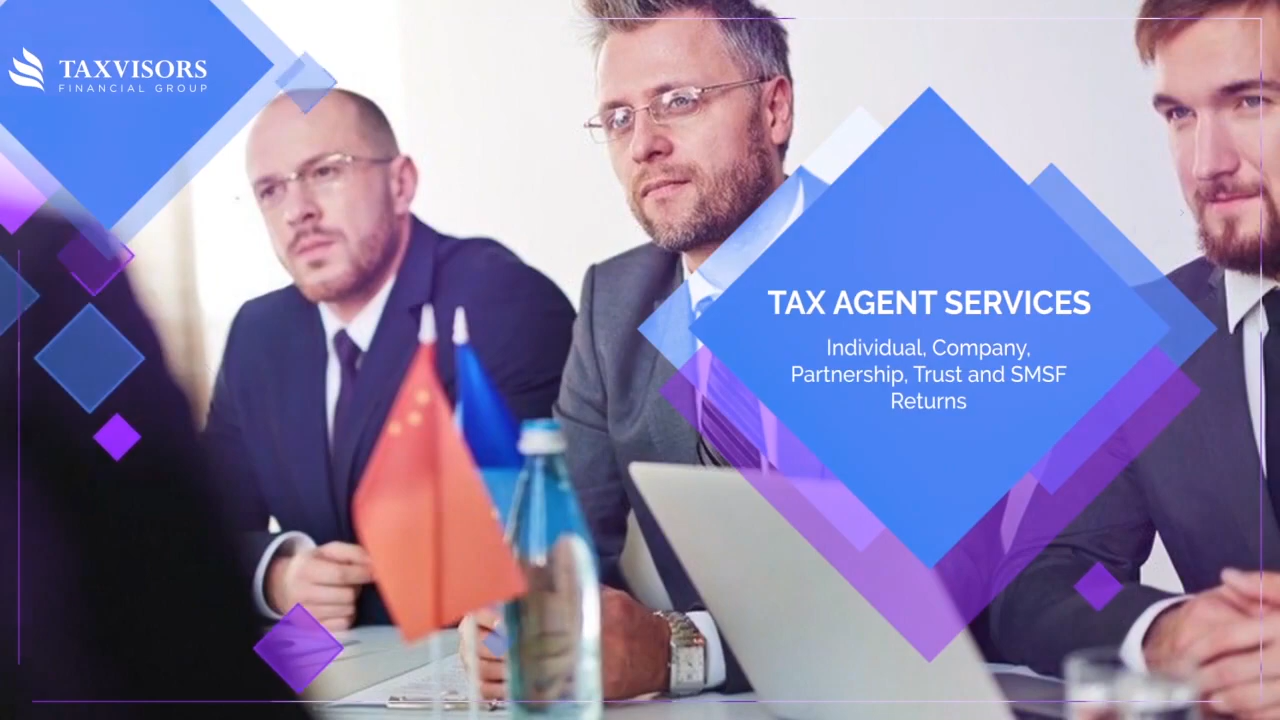 TAXVISORS
FINANCIAL GROUP
TAX AGENT SERVICES
Individual, Company,
Partnership, Trust and SMSF
Returns